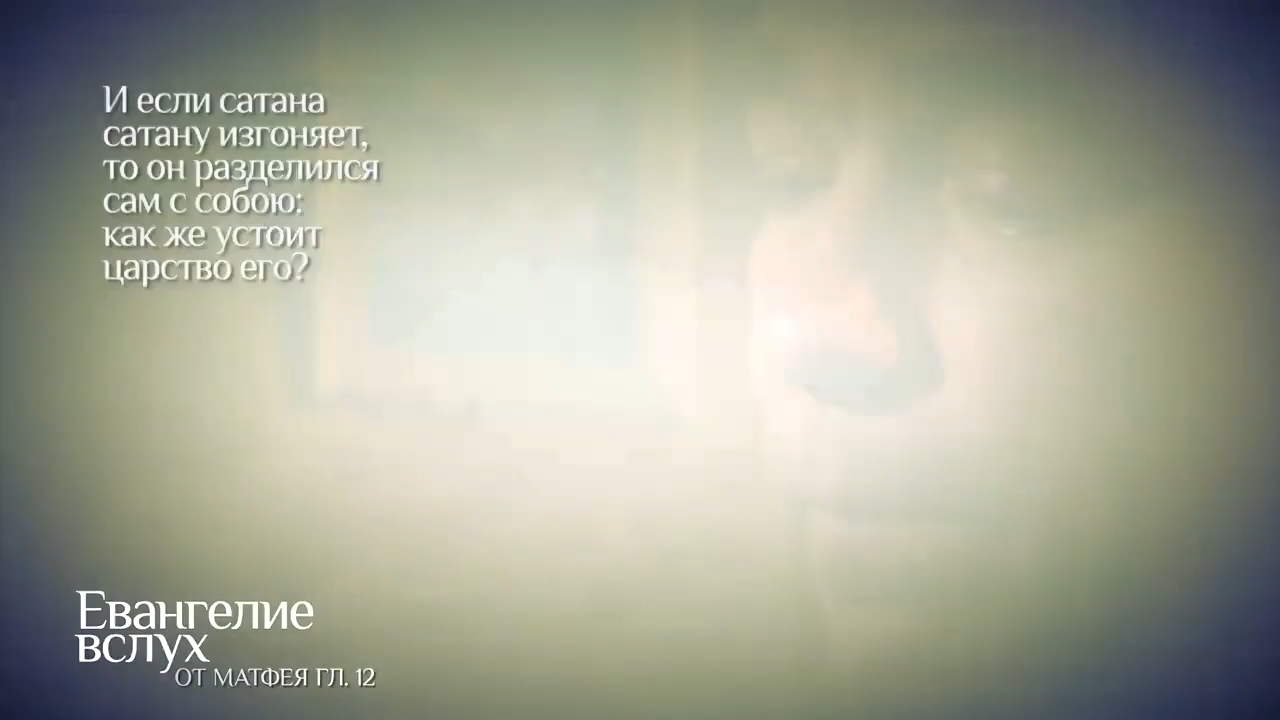 И если сатана
сатану изгоняет,
то он разделился
сам с собою:
как же устоит
царство его?
Евангелие
вслух
ОТ МАТФЕЯ ГЛ. 12